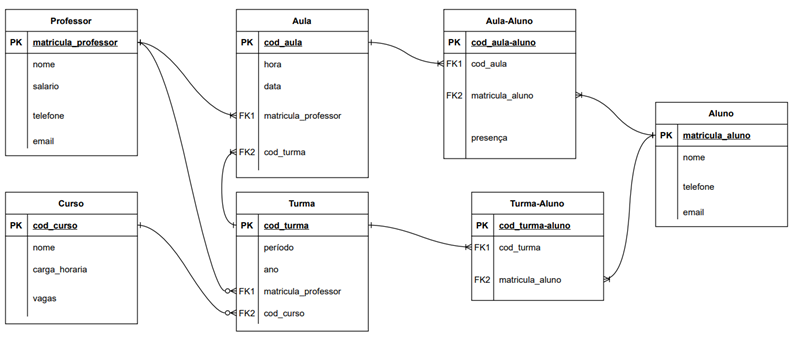 Professor
PK matricula_professor
nome
salario
telefone
email
Aula
PK cod_aula
hora
data
FK1 matricula_professor
FK2 cod_turma
Aula-Aluno
PK cod_aula-aluno
FK1 cod_aula
FK2 matricula_aluno
presença
Aluno
PK matricula_aluno
nome
telefone
email
Curso
PK cod_curso
nome
carga_horaria
vagas
Turma
PK cod_turma
período
ano
FK1 matricula_professor
FK2 cod_curso
Turma-Aluno
PK cod_turma-aluno
FK1 cod_turma
FK2 matricula_aluno